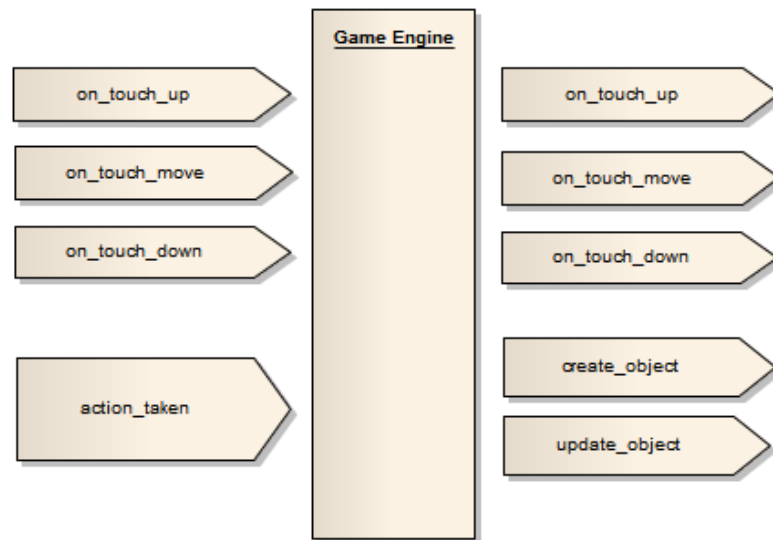 Game Engine
on_touch_up
on_touch_move
on_touch_down
action_taken
on_touch_up
on_touch_move
on_touch_down
create_object
update_object